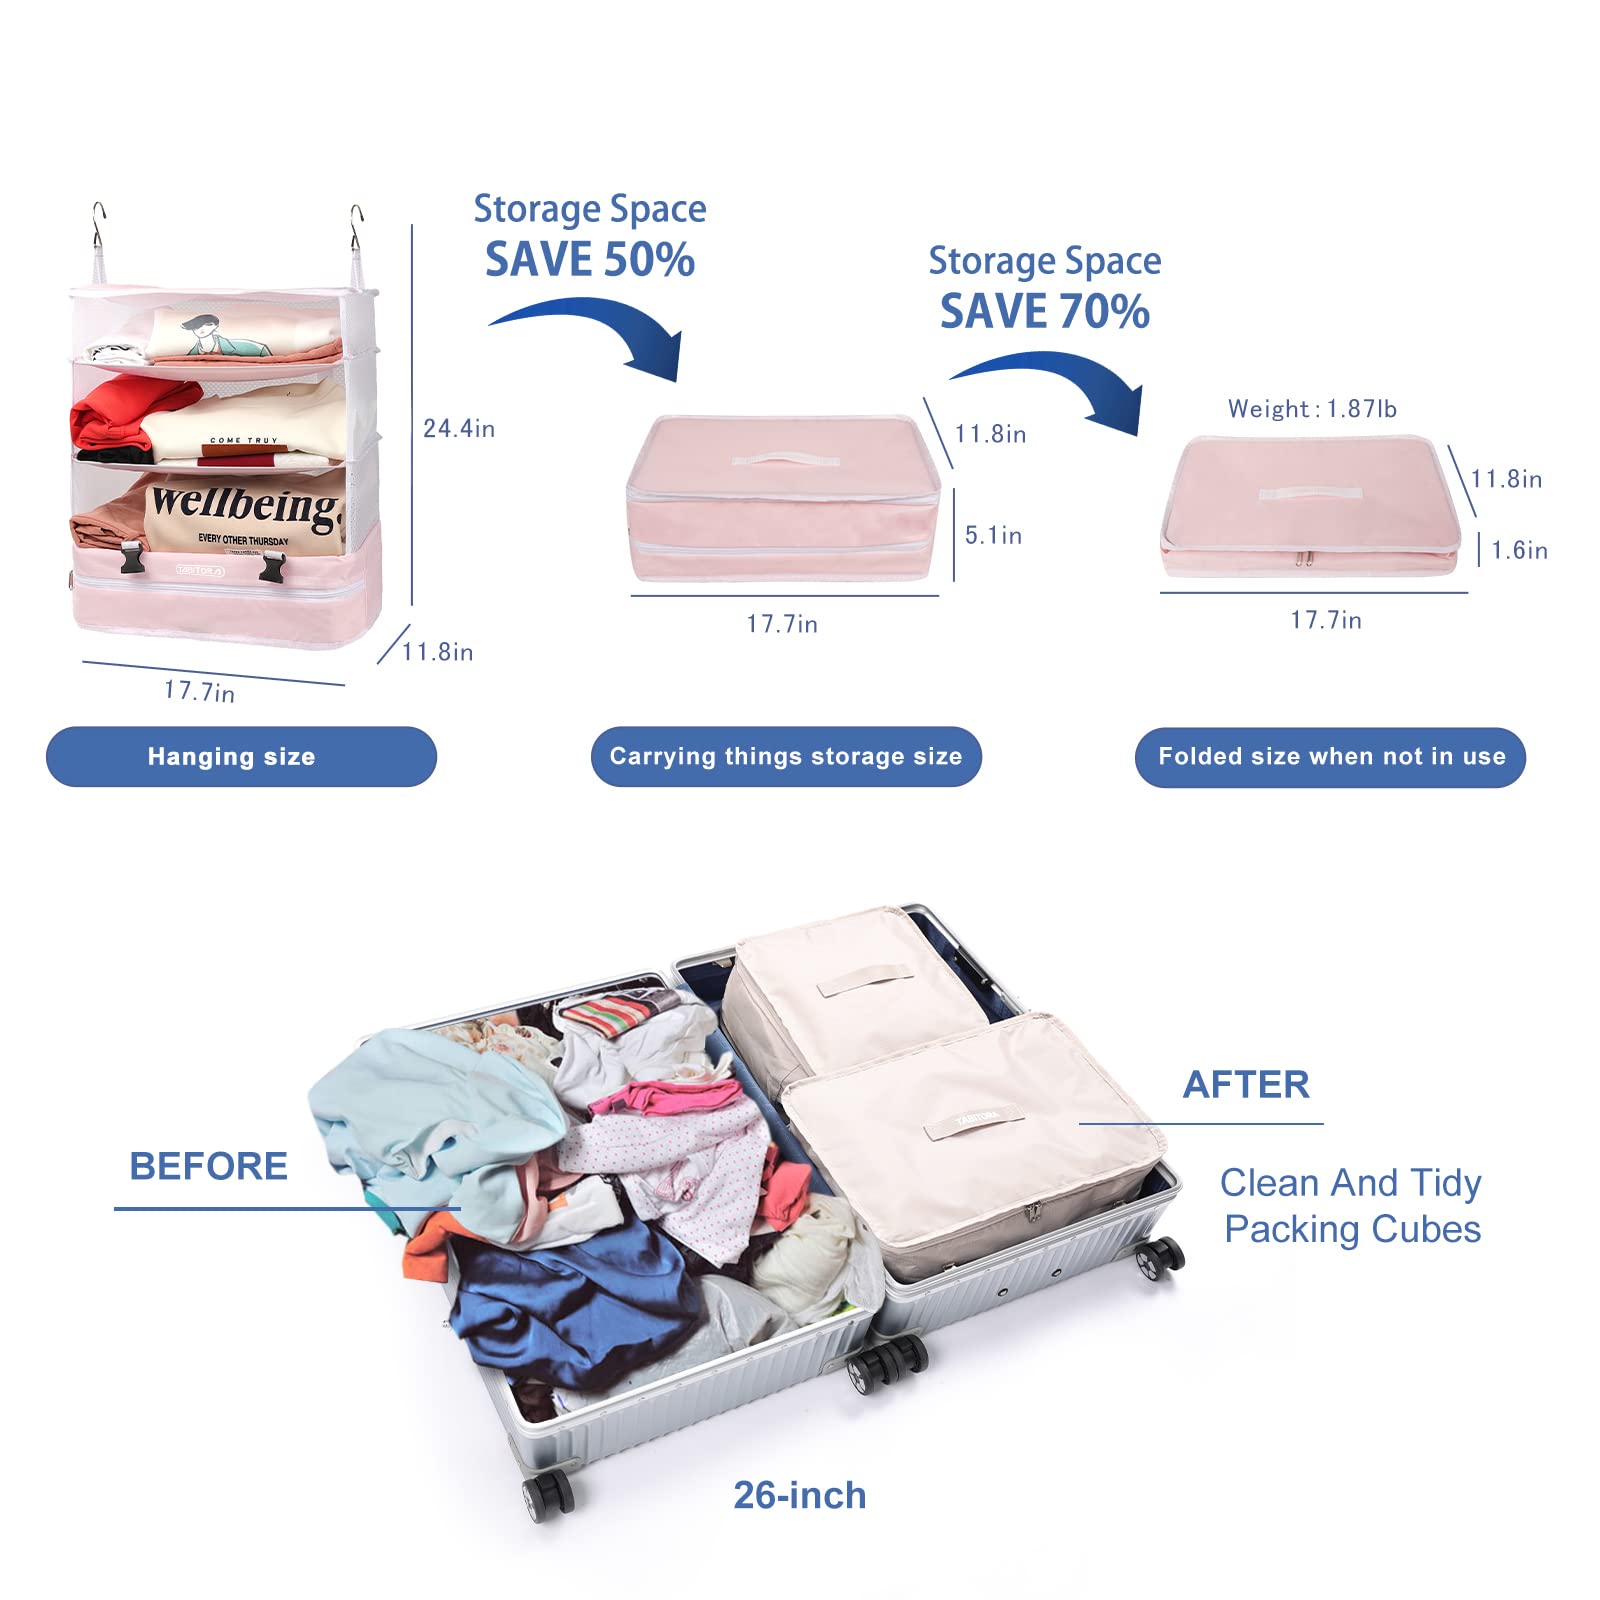 Storage Space
SAVE 50%
Storage Space
SAVE 70%
Weight:1.87lb
COME TRUY
wellbeing.
EVERY OTHER THURSDAY
TABITORA
24.4in
11.8in
17.7in
11.8in
5.1in
17.7in
11.8in
1.6in
17.7in
Hanging size
Carrying things storage size
Folded size when not in use
BEFORE
AFTER
Clean And Tidy
Packing Cubes
TABITORA
26-inch